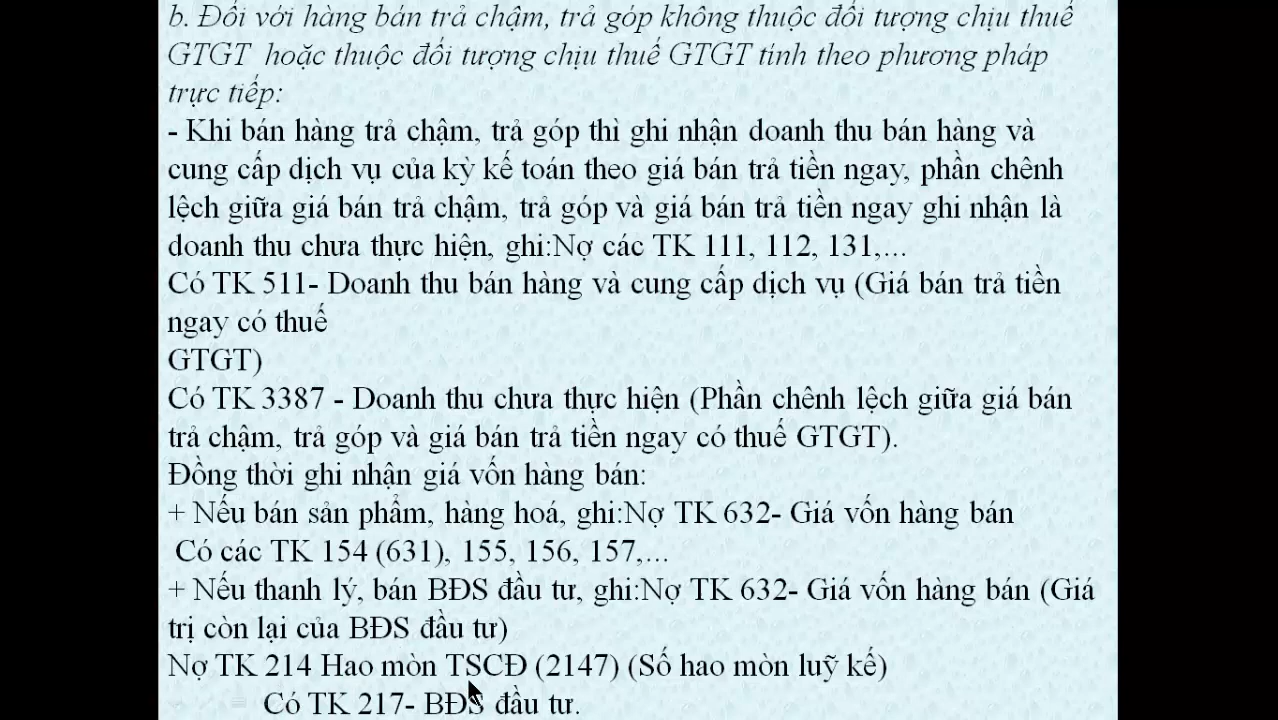 b. Đối với hàng bán trả chậm, trả góp không thuộc đối tượng chịu thuế
GTGT hoặc thuộc đối tượng chịu thuế GTGT tính theo phương pháp
trực tiếp:
- Khi bán hàng trả chậm, trả góp thì ghi nhận doanh thu bán hàng và
cung cấp dịch vụ của kỳ kế toán theo giá bán trả tiền ngay, phần chênh
lệch giữa giá bán trả chậm, trả góp và giá bán trả tiền ngay ghi nhận là
doanh thu chưa thực hiện, ghi:Nợ các TK 111, 112, 131,...
Có TK 511- Doanh thu bán hàng và cung cấp dịch vụ (Giá bán trả tiền
ngay có thuế
GTGT)
Có TK 3387 - Doanh thu chưa thực hiện (Phần chênh lệch giữa giá bán
trả chậm, trả góp và giá bán trả tiền ngay có thuế GTGT).
Đồng thời ghi nhận giá vốn hàng bán:
+ Nếu bán sản phẩm, hàng hoá, ghi:Nợ TK 632- Giá vốn hàng bán
Có các TK 154 (631), 155, 156, 157,...
+ Nếu thanh lý, bán BĐS đầu tư, ghi:Nợ TK 632- Giá vốn hàng bán (Giá
trị còn lại của BĐS đầu tư)
Nợ TK 214 Hao mòn TSCĐ (2147) (Số hao mòn luỹ kế)
Có TK 217- BĐS đầu tư.